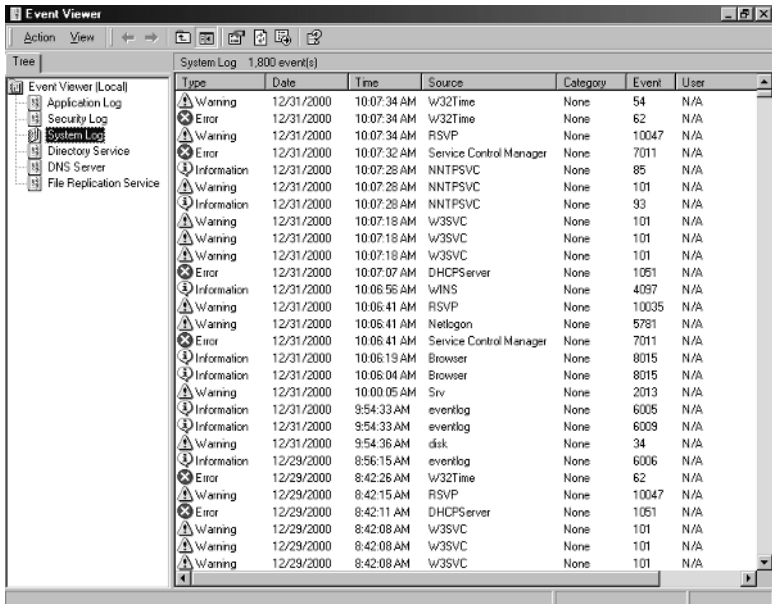 Event Viewer
Action View
Tree
System Log 1,800 event(s)
Event Viewer (Local)
Application Log
Security Log
System Log
Directory Service
DNS Server
File Replication Service
Type Date Time Source Category Event User
Warning 12/31/2000 10:07:34 AM W32Time None 54 N/A
Error 12/31/2000 10:07:34 AM W32Time None 62 N/A
Warning 12/31/2000 10:07:34 AM RSVP None 10047 N/A
Error 12/31/2000 10:07:32 AM Service Control Manager None 7011 N/A
Information 12/31/2000 10:07:28 AM NNTPSVC None 85 N/A
Warning 12/31/2000 10:07:28 AM NNTPSVC None 101 N/A
Information 12/31/2000 10:07:28 AM NNTPSVC None 93 N/A
Warning 12/31/2000 10:07:18 AM W3SVC None 101 N/A
Warning 12/31/2000 10:07:18 AM W3SVC None 101 N/A
Warning 12/31/2000 10:07:18 AM W3SVC None 101 N/A
Error 12/31/2000 10:07:07 AM DHCPServer None 1051 N/A
Information 12/31/2000 10:06:56 AM WINS None 4097 N/A
Warning 12/31/2000 10:06:41 AM RSVP None 10035 N/A
Warning 12/31/2000 10:06:41 AM Netlogon None 5781 N/A
Error 12/31/2000 10:06:41 AM Service Control Manager None 7011 N/A
Information 12/31/2000 10:06:19 AM Browser None 8015 N/A
Information 12/31/2000 10:06:04 AM Browser None 8015 N/A
Warning 12/31/2000 10:00:05 AM Srv None 2013 N/A
Information 12/31/2000 9:54:33 AM eventlog None 6005 N/A
Information 12/31/2000 9:54:33 AM eventlog None 6009 N/A
Warning 12/31/2000 9:54:36 AM disk None 34 N/A
Information 12/29/2000 8:56:15 AM eventlog None 6006 N/A
Error 12/29/2000 8:42:26 AM W32Time None 62 N/A
Warning 12/29/2000 8:42:15 AM RSVP None 10047 N/A
Error 12/29/2000 8:42:11 AM DHCPServer None 1051 N/A
Warning 12/29/2000 8:42:08 AM W3SVC None 101 N/A
Warning 12/29/2000 8:42:08 AM W3SVC None 101 N/A
Warning 12/29/2000 8:42:08 AM W3SVC None 101 N/A